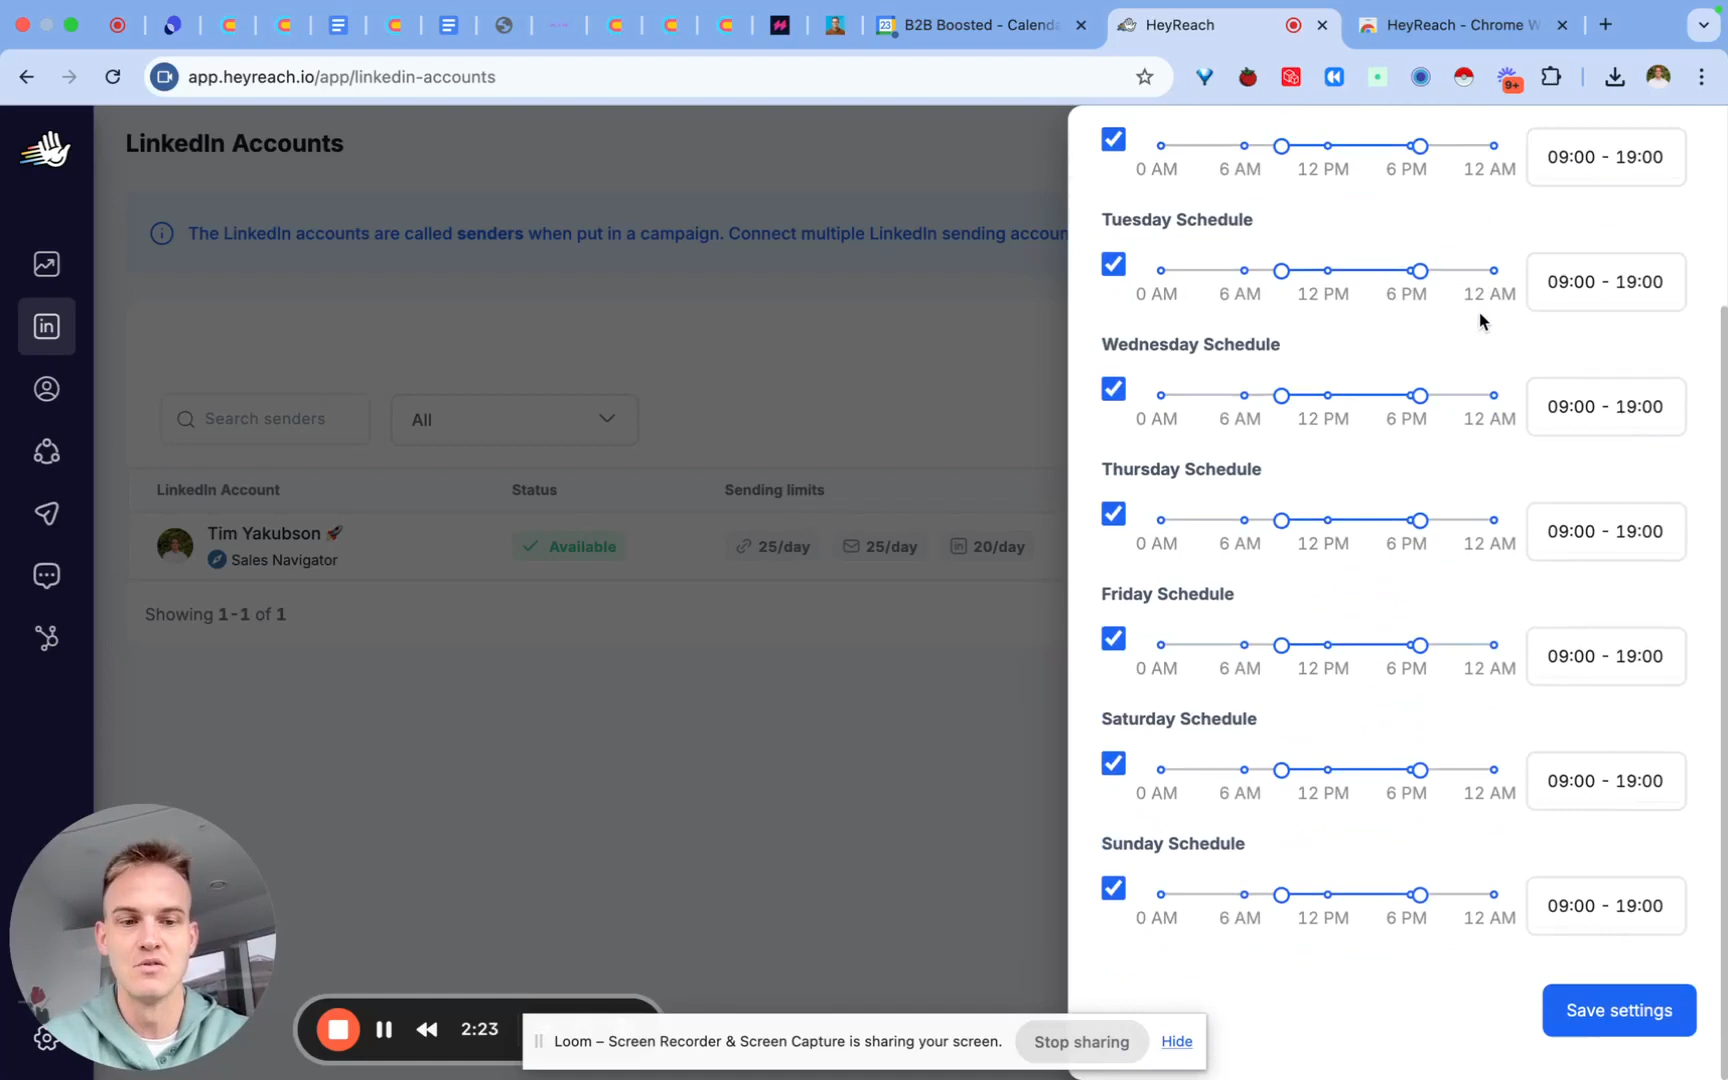 B2B Boosted - Calenda
HeyReach
HeyReach - Chrome W
app.heyreach.io/app/linkedin-accounts
9+
LinkedIn Accounts
The LinkedIn accounts are called senders when put in a campaign. Connect multiple LinkedIn sending accoun
Search senders
All
LinkedIn Account
Status
Sending limits
Tim Yakubson 🚀
Sales Navigator
Available
25/day
25/day
20/day
Showing 1-1 of 1
0 AM 6 AM 12 PM 6 PM 12 AM
09:00 - 19:00
Tuesday Schedule
0 AM 6 AM 12 PM 6 PM 12 AM
09:00 - 19:00
Wednesday Schedule
0 AM 6 AM 12 PM 6 PM 12 AM
09:00 - 19:00
Thursday Schedule
0 AM 6 AM 12 PM 6 PM 12 AM
09:00 - 19:00
Friday Schedule
0 AM 6 AM 12 PM 6 PM 12 AM
09:00 - 19:00
Saturday Schedule
0 AM 6 AM 12 PM 6 PM 12 AM
09:00 - 19:00
Sunday Schedule
0 AM 6 AM 12 PM 6 PM 12 AM
09:00 - 19:00
Save settings
2:23
Loom – Screen Recorder & Screen Capture is sharing your screen.
Stop sharing
Hide